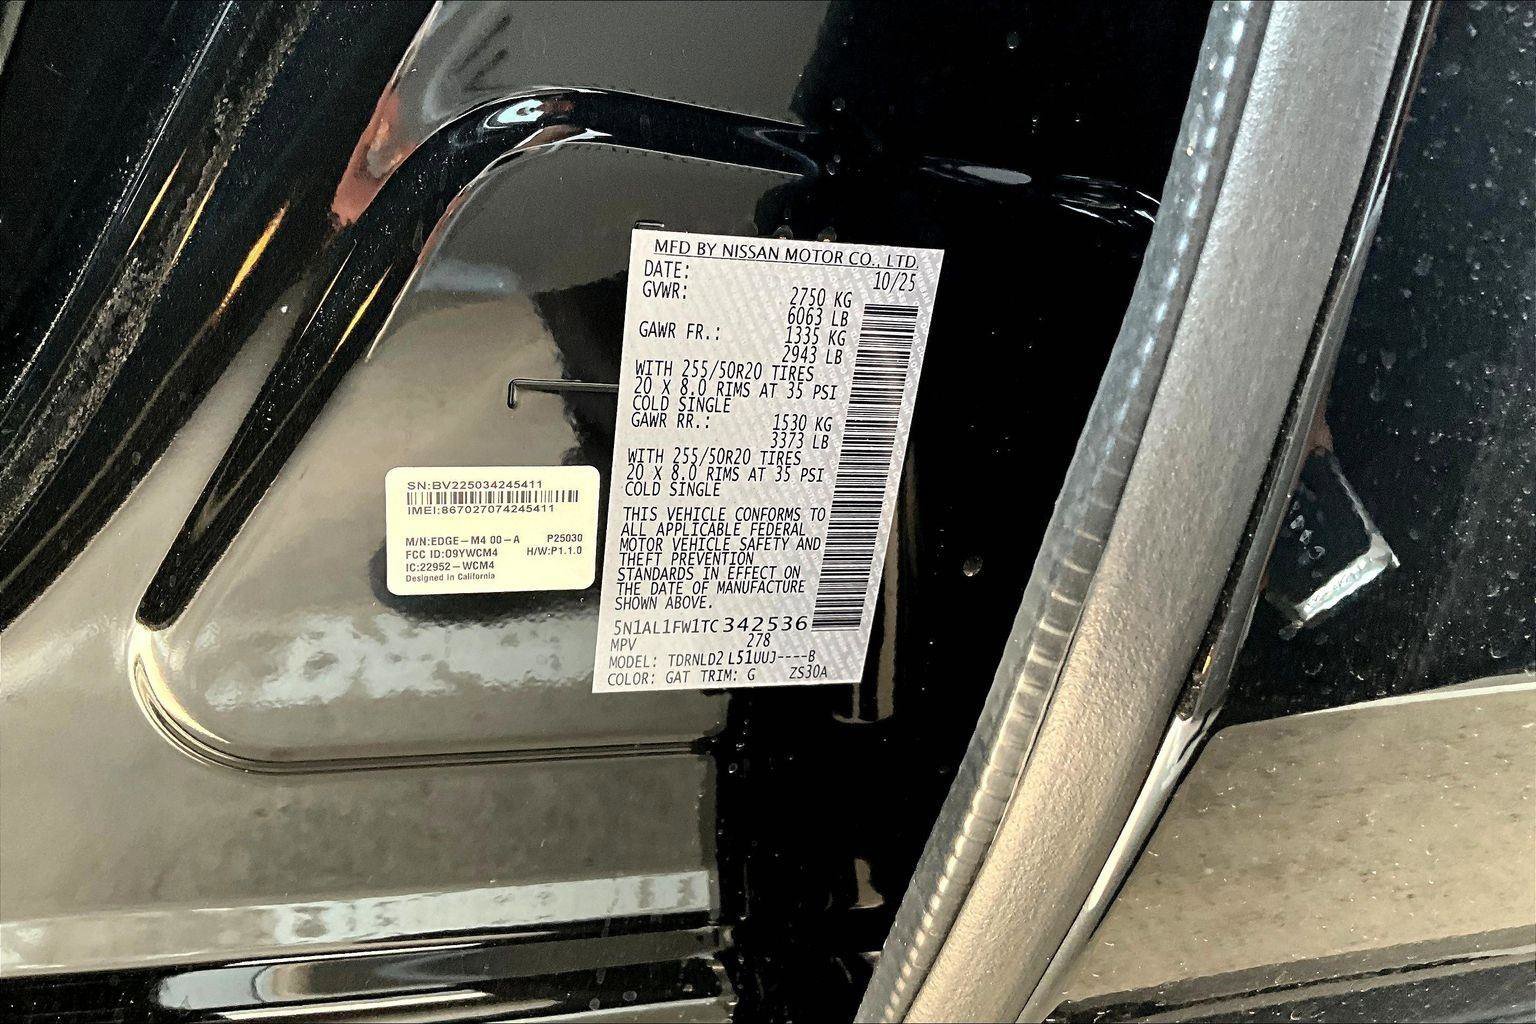 MFD BY NISSAN MOTOR CO., LTD.
DATE: 10/25
GVWR: 2750 KG
6063 LB
GAWR FR.: 1335 KG
2943 LB
WITH 255/50R20 TIRES
20 X 8.0 RIMS AT 35 PSI
COLD SINGLE
GAWR RR.: 1530 KG
3373 LB
WITH 255/50R20 TIRES
20 X 8.0 RIMS AT 35 PSI
COLD SINGLE
THIS VEHICLE CONFORMS TO
ALL APPLICABLE FEDERAL
MOTOR VEHICLE SAFETY AND
THEFT PREVENTION
STANDARDS IN EFFECT ON
THE DATE OF MANUFACTURE
SHOWN ABOVE.
5N1AL1FW1TC342536
MPV 278
MODEL: TDRNLD2 L51UUJ----B
COLOR: GAT TRIM: G ZS30A
SN:BV225034245411
IMEI:867027074245411
M/N:EDGE-M4 00-A P25030
FCC ID:09YWCM4 H/W:P1.1.0
IC:22952-WCM4
Designed in California